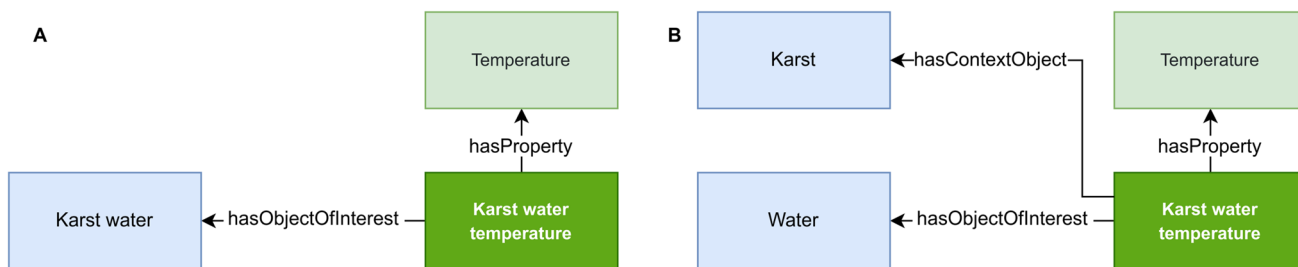 A
Temperature
hasProperty
Karst water
hasObjectOfInterest
Karst water
temperature
B
Karst
hasContextObject
Temperature
hasProperty
Water
hasObjectOfInterest
Karst water
temperature